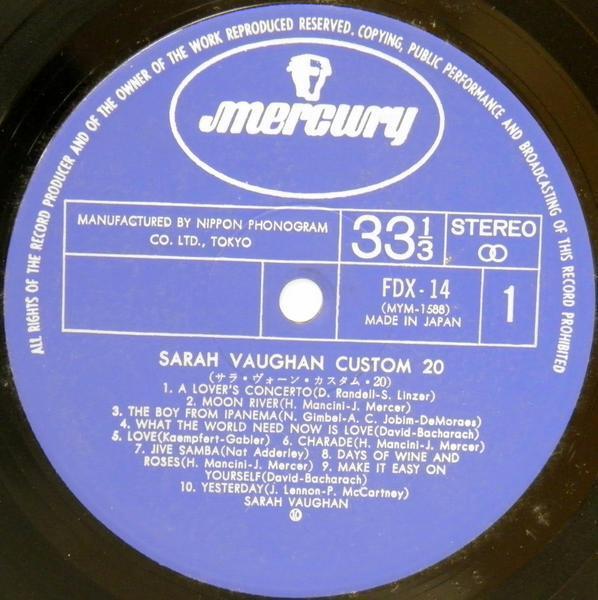 ALL RIGHTS OF THE RECORD PRODUCER AND OF THE OWNER OF THE WORK REPRODUCED RESERVED. COPYING, PUBLIC PERFORMANCE AND BROADCASTING OF THIS RECORD PROHIBITED
mercury
MANUFACTURED BY NIPPON PHONOGRAM
CO. LTD., TOKYO
33 1/3
STEREO
FDX-14
(MYM-1588)
MADE IN JAPAN
1
SARAH VAUGHAN CUSTOM 20
(サラ・ヴォーン・カスタム・20)
1. A LOVER'S CONCERTO(D. Randell-S. Linzer)
2. MOON RIVER(H. Mancini-J. Mercer)
3. THE BOY FROM IPANEMA(N. Gimbel-A. C. Jobim-DeMoraes)
4. WHAT THE WORLD NEED NOW IS LOVE(David-Bacharach)
5. LOVE(Kaempfert-Gabler) 6. CHARADE(H. Mancini-J. Mercer)
7. JIVE SAMBA(Nat Adderley) 8. DAYS OF WINE AND
ROSES(H. Mancini-J. Mercer) 9. MAKE IT EASY ON
YOURSELF(David-Bacharach)
10. YESTERDAY(J. Lennon-P. McCartney)
SARAH VAUGHAN